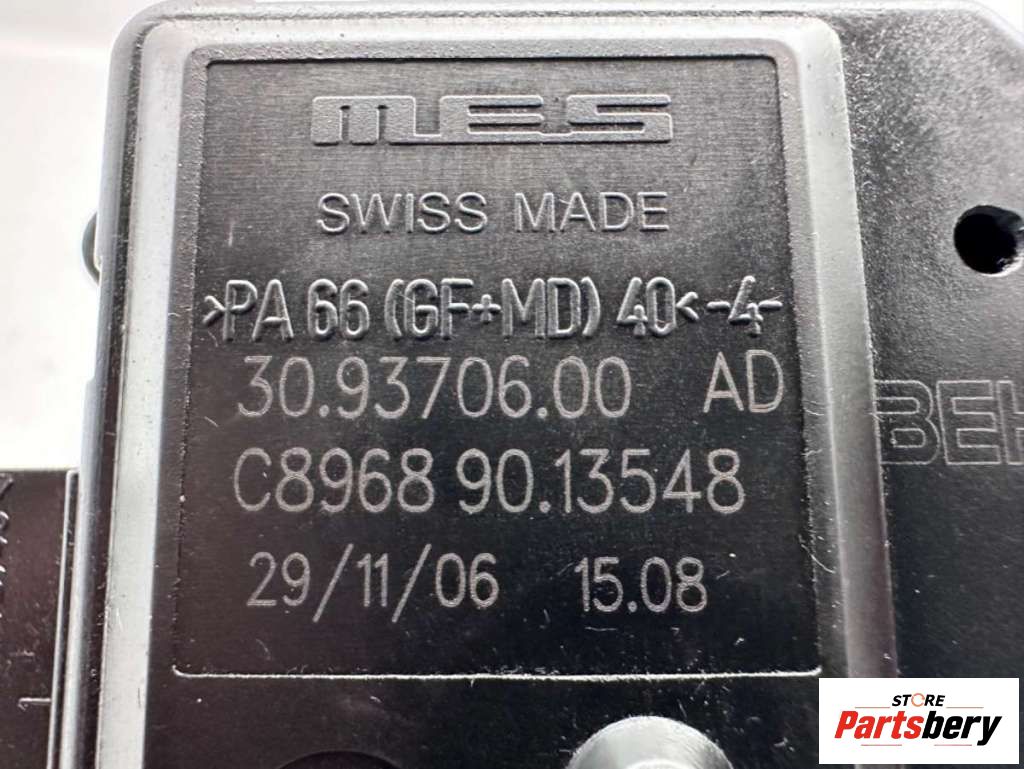 MES
SWISS MADE
>PA 66 (GF+MD) 40< -4-
30.93706.00 AD
C8968 90.13548
29/11/06 15.08
BEH
STORE
Partsbery